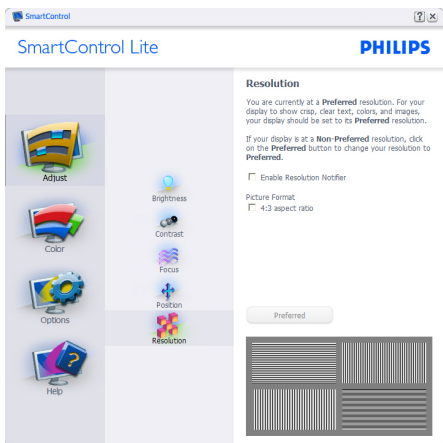 SmartControl
SmartControl Lite
PHILIPS
Adjust
Color
Options
Help
Brightness
Contrast
Focus
Position
Resolution
Resolution
You are currently at a Preferred resolution. For your
display to show crisp, clear text, colors, and images,
your display should be set to its Preferred resolution.
If your display is at a Non-Preferred resolution, click
on the Preferred button to change your resolution to
Preferred.
Enable Resolution Notifier
Picture Format
4:3 aspect ratio
Preferred